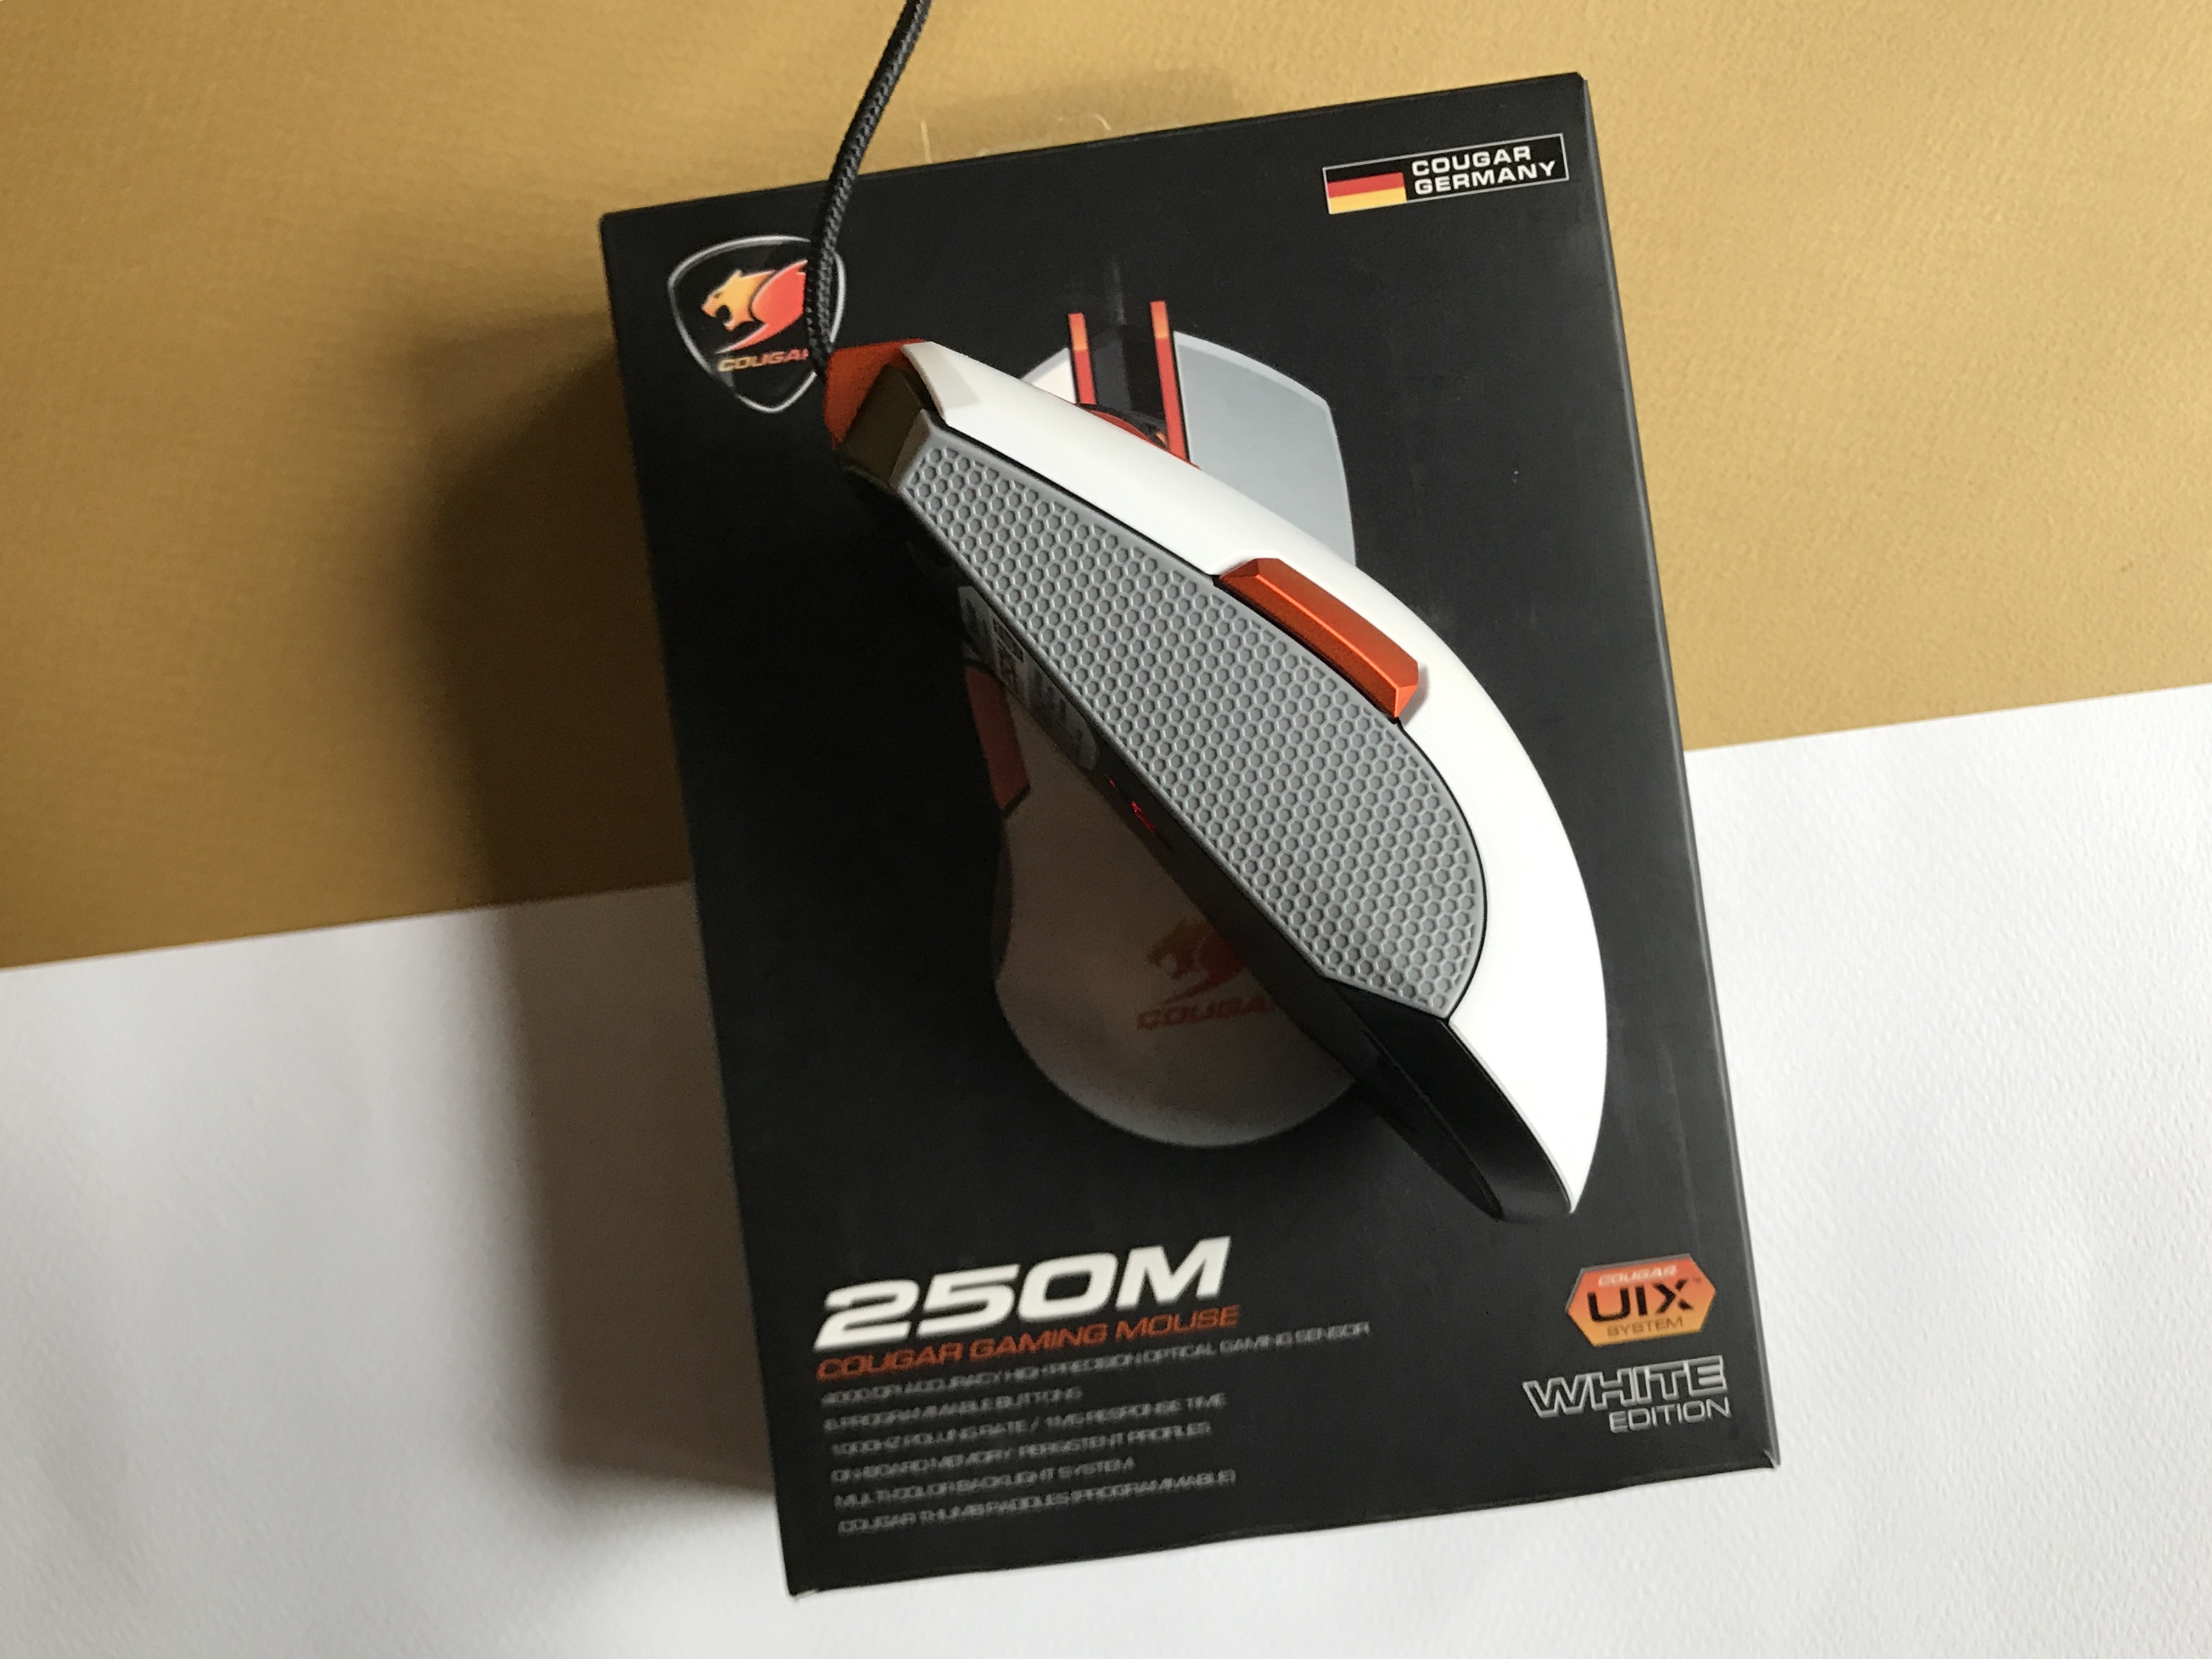 COUGAR
GERMANY
COUGAR
COUGAR
250M
COUGAR GAMING MOUSE
4000 DPI ACCURACY HIGH PRECISION OPTICAL GAMING SENSOR
6 PROGRAMMABLE BUTTONS
1000HZ POLLING RATE / 1MS RESPONSE TIME
ON-BOARD MEMORY: PERSISTENT PROFILES
MULTI COLOR BACKLIGHT SYSTEM
COUGAR THUMB PADDLES (PROGRAMMABLE)
COUGAR
UIX™
SYSTEM
WHITE
EDITION